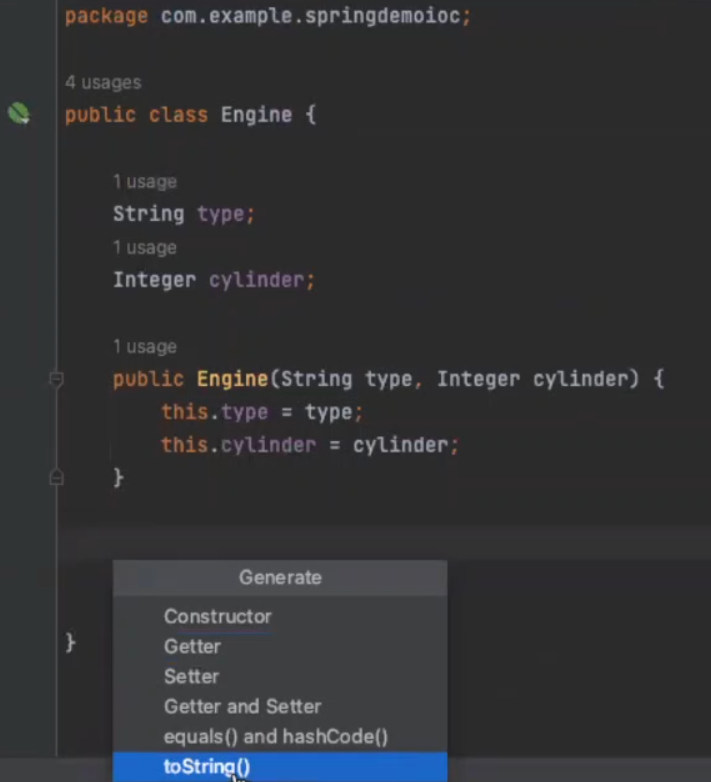 package com.example.springdemoioc;
4 usages
public class Engine {
1 usage
String type;
1 usage
Integer cylinder;
1 usage
public Engine(String type, Integer cylinder) {
this.type = type;
this.cylinder = cylinder;
}
Generate
Constructor
Getter
}
Setter
Getter and Setter
equals() and hashCode()
toString()